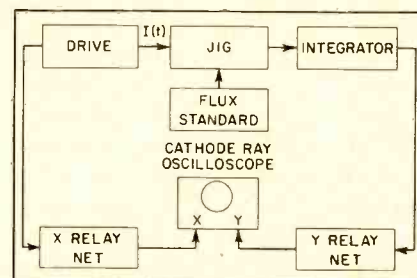 DRIVE
I(t)
JIG
INTEGRATOR
FLUX
STANDARD
CATHODE RAY
OSCILLOSCOPE
X Y
X RELAY
NET
Y RELAY
NET